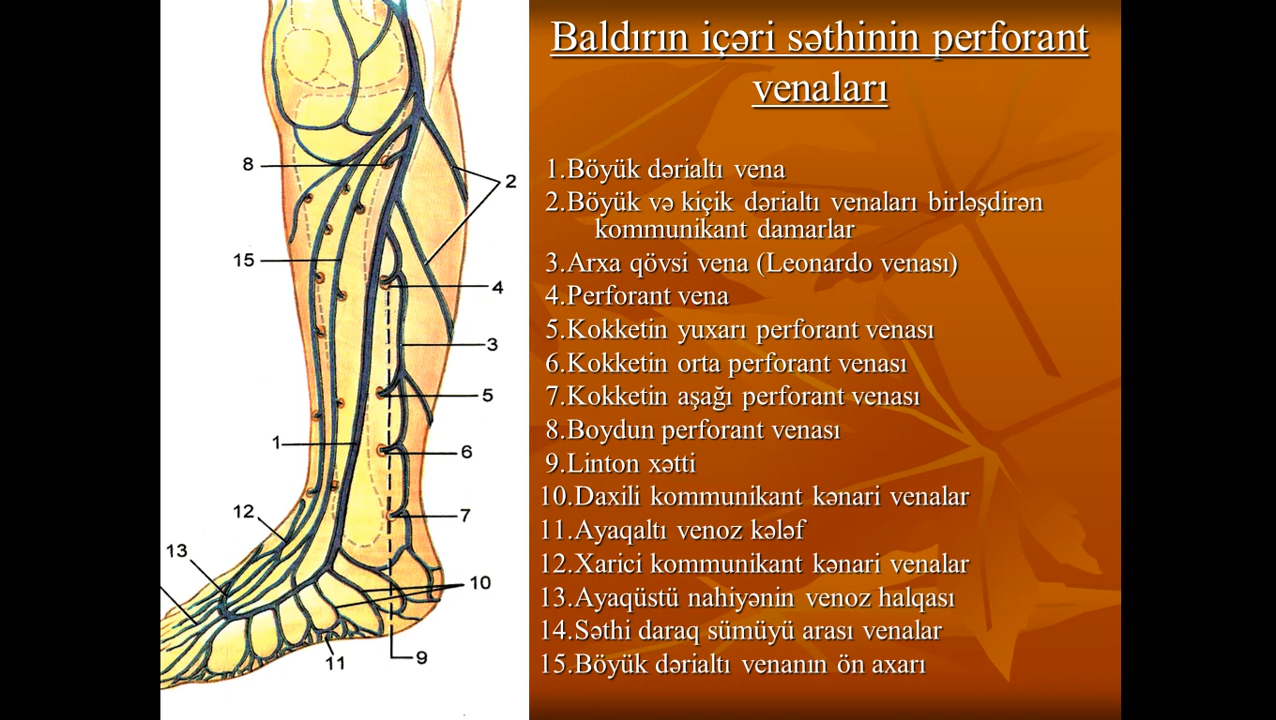 Baldırın içəri səthinin perforant
venaları
1.Böyük dərialtı vena
2.Böyük və kiçik dərialtı venaları birləşdirən
kommunikant damarlar
3.Arxa qövsi vena (Leonardo venası)
4.Perforant vena
5.Kokketin yuxarı perforant venası
6.Kokketin orta perforant venası
7.Kokketin aşağı perforant venası
8.Boydun perforant venası
9.Linton xətti
10.Daxili kommunikant kənari venalar
11.Ayaqaltı venoz kələf
12.Xarici kommunikant kənari venalar
13.Ayaqüstü nahiyənin venoz halqası
14.Səthi daraq sümüyü arası venalar
15.Böyük dərialtı venanın ön axarı
8
2
15
4
3
5
1
6
12
7
13
10
11
9